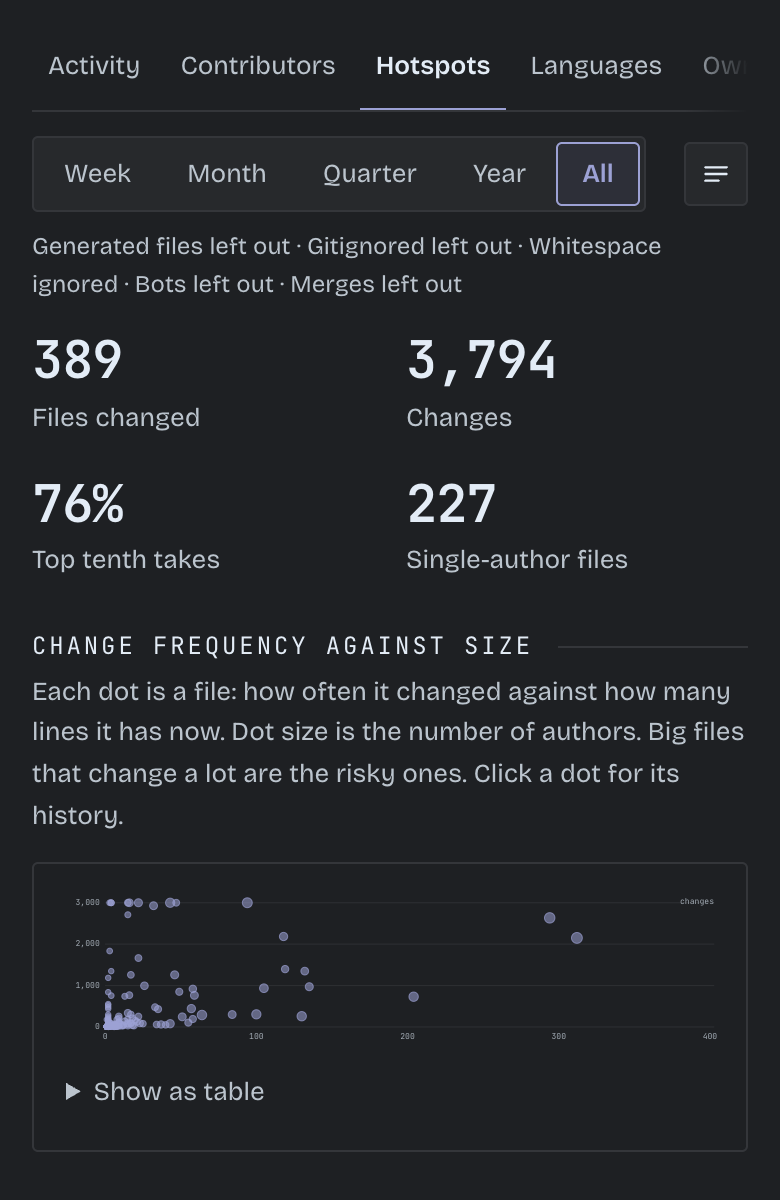 Activity Contributors Hotspots Languages Own
Week Month Quarter Year All
Generated files left out · Gitignored left out · Whitespace
ignored · Bots left out · Merges left out
389 3,794
Files changed Changes
76% 227
Top tenth takes Single-author files
CHANGE FREQUENCY AGAINST SIZE
Each dot is a file: how often it changed against how many
lines it has now. Dot size is the number of authors. Big files
that change a lot are the risky ones. Click a dot for its
history.
3,000 changes
2,000
1,000
0
0 100 200 300 400
Show as table